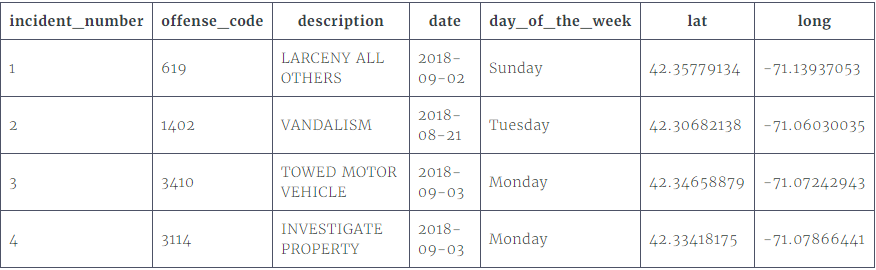 incident_number offense_code description date day_of_the_week lat long
1 619 LARCENY ALL OTHERS 2018-09-02 Sunday 42.35779134 -71.13937053
2 1402 VANDALISM 2018-08-21 Tuesday 42.30682138 -71.06030035
3 3410 TOWED MOTOR VEHICLE 2018-09-03 Monday 42.34658879 -71.07242943
4 3114 INVESTIGATE PROPERTY 2018-09-03 Monday 42.33418175 -71.07866441